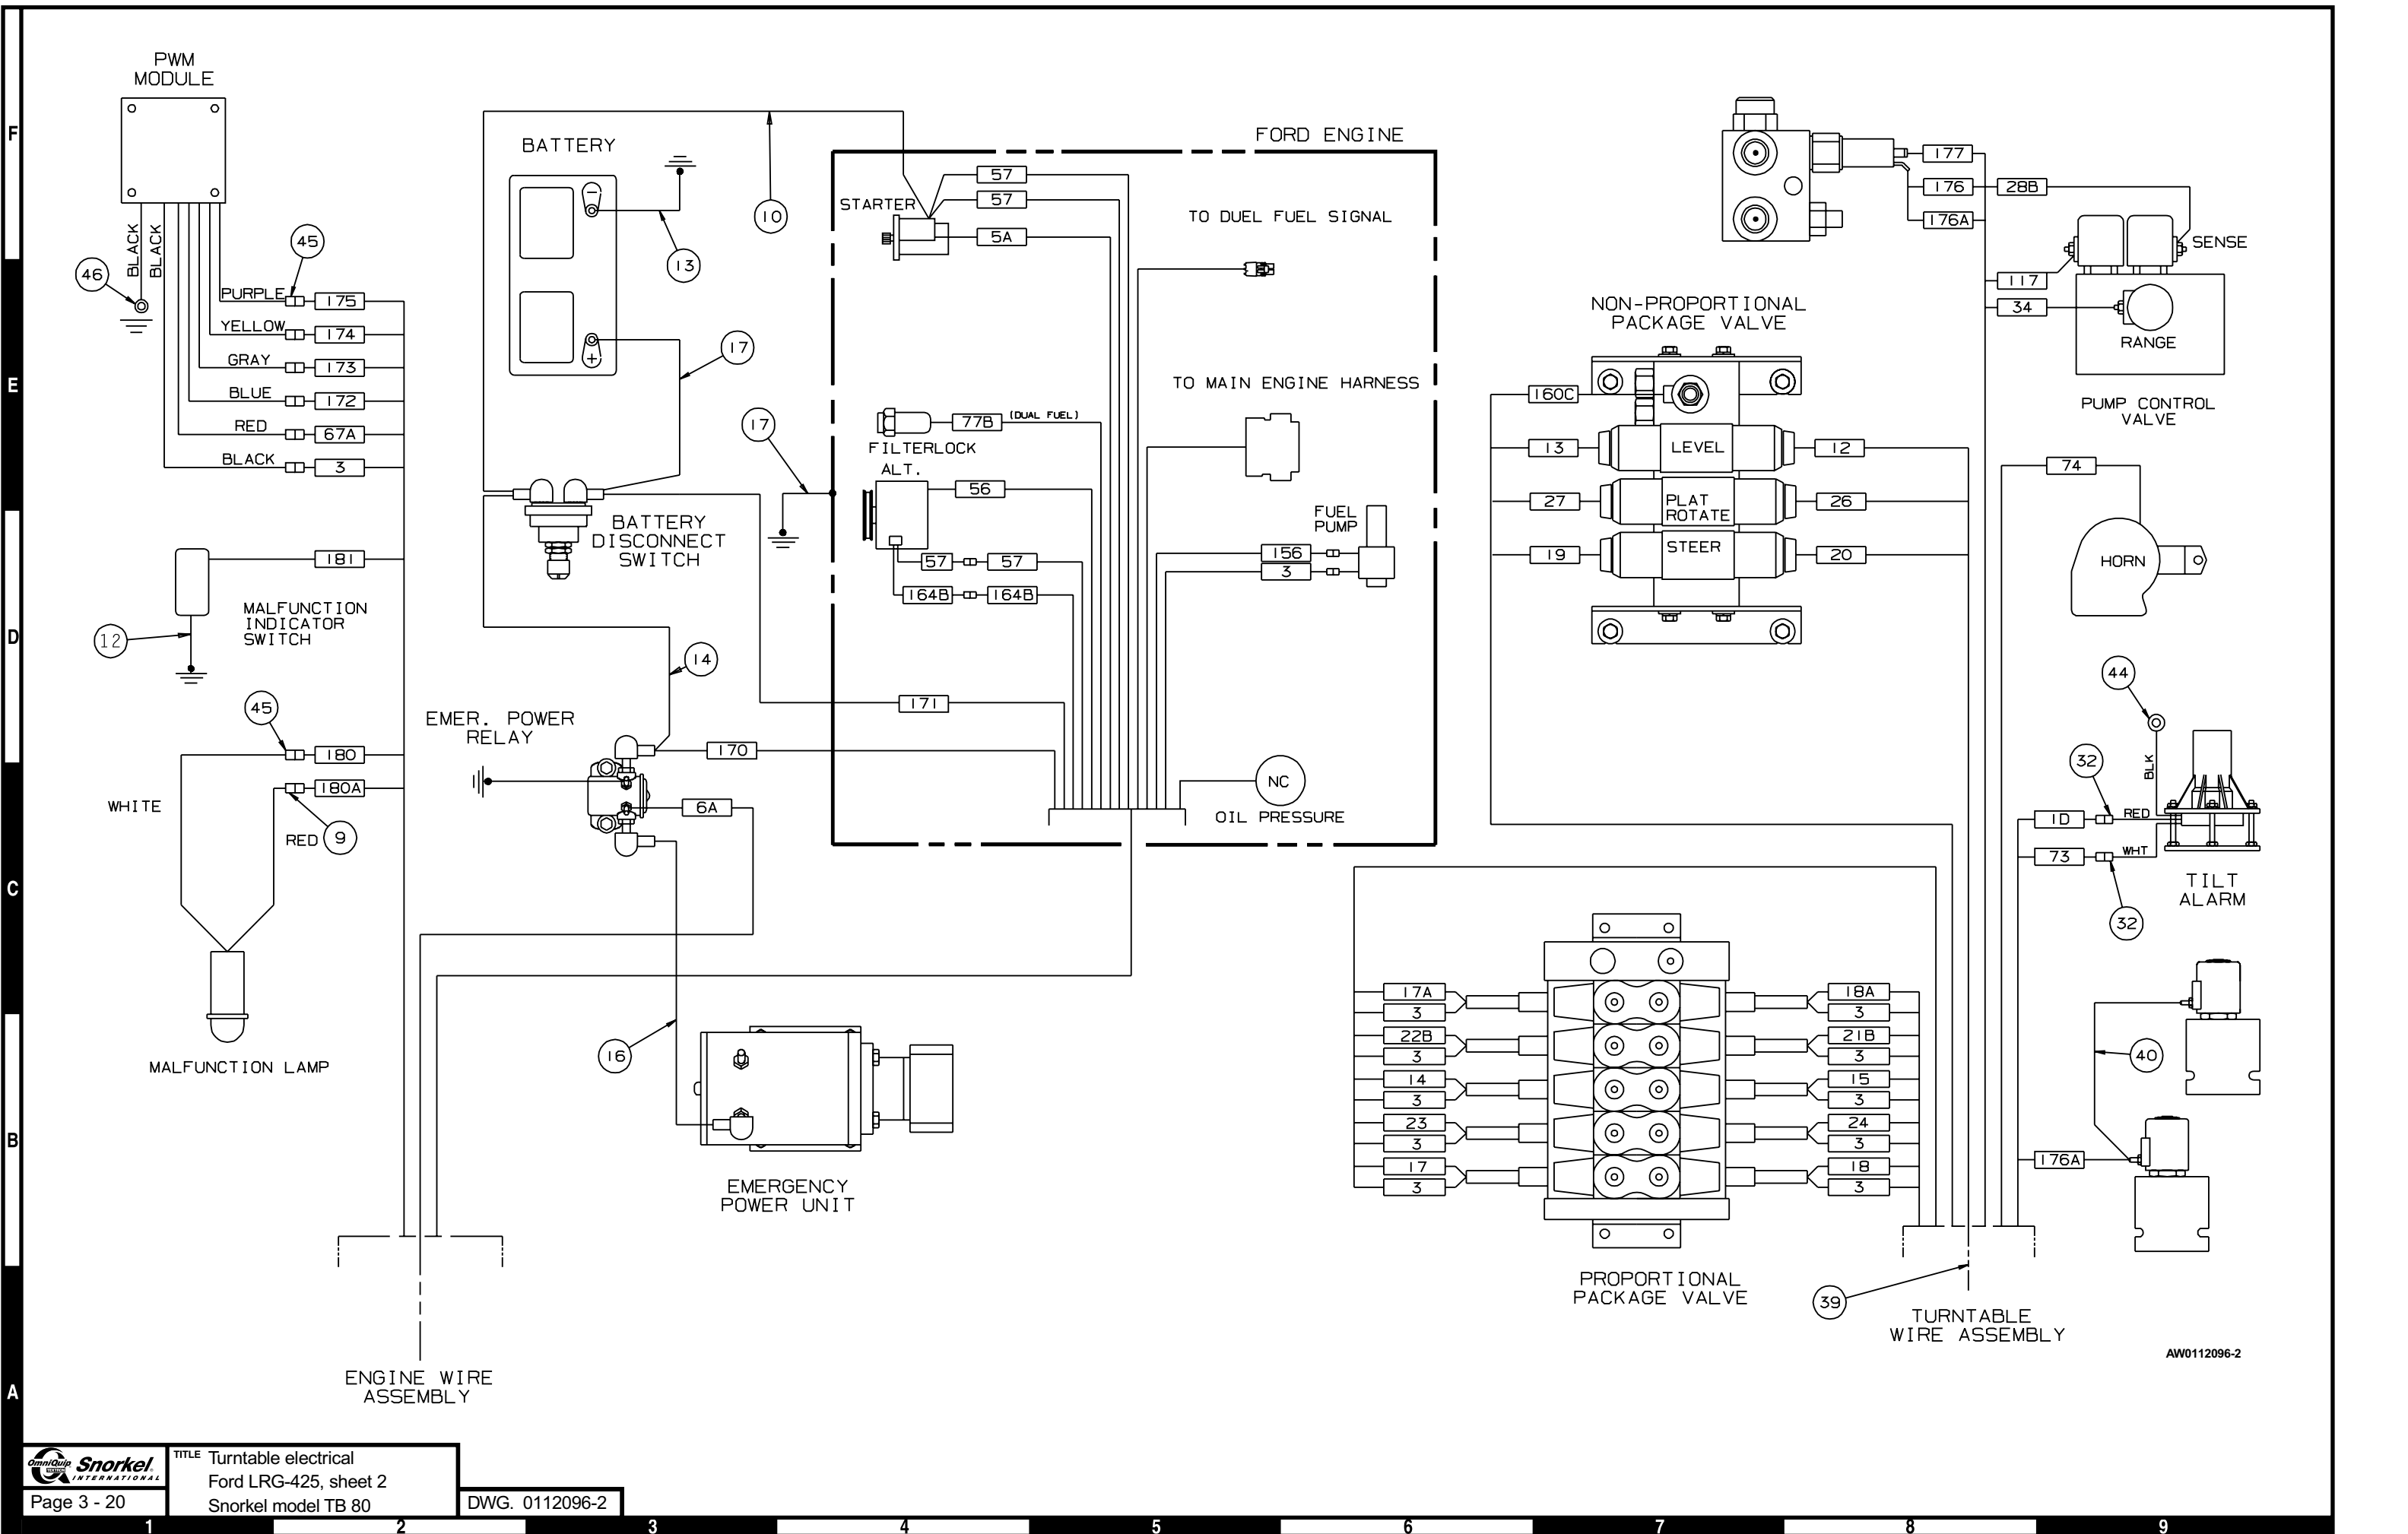 PWM
MODULE
BLACK
BLACK
46
45
PURPLE
175
YELLOW
174
GRAY
173
BLUE
172
RED
67A
BLACK
3
181
MALFUNCTION
INDICATOR
SWITCH
12
45
180
180A
WHITE
RED
9
MALFUNCTION LAMP
ENGINE WIRE
ASSEMBLY
BATTERY
-
+
10
13
17
17
BATTERY
DISCONNECT
SWITCH
14
EMER. POWER
RELAY
170
6A
16
EMERGENCY
POWER UNIT
FORD ENGINE
STARTER
57
57
5A
TO DUEL FUEL SIGNAL
TO MAIN ENGINE HARNESS
77B
(DUAL FUEL)
FILTERLOCK
ALT.
56
57
57
164B
164B
FUEL
PUMP
156
3
171
NC
OIL PRESSURE
177
176
28B
176A
SENSE
117
34
RANGE
PUMP CONTROL
VALVE
NON-PROPORTIONAL
PACKAGE VALVE
160C
13
LEVEL
12
27
PLAT
ROTATE
26
19
STEER
20
74
HORN
44
BLK
32
1D
RED
73
WHT
32
TILT
ALARM
40
176A
17A
3
22B
3
14
3
23
3
17
3
18A
3
21B
3
15
3
24
3
18
3
PROPORTIONAL
PACKAGE VALVE
39
TURNTABLE
WIRE ASSEMBLY
AW0112096-2
OmniQuip
TEXTRON
Snorkel
INTERNATIONAL
Page 3 - 20
TITLE Turntable electrical
Ford LRG-425, sheet 2
Snorkel model TB 80
DWG. 0112096-2
F
E
D
C
B
A
1 2 3 4 5 6 7 8 9